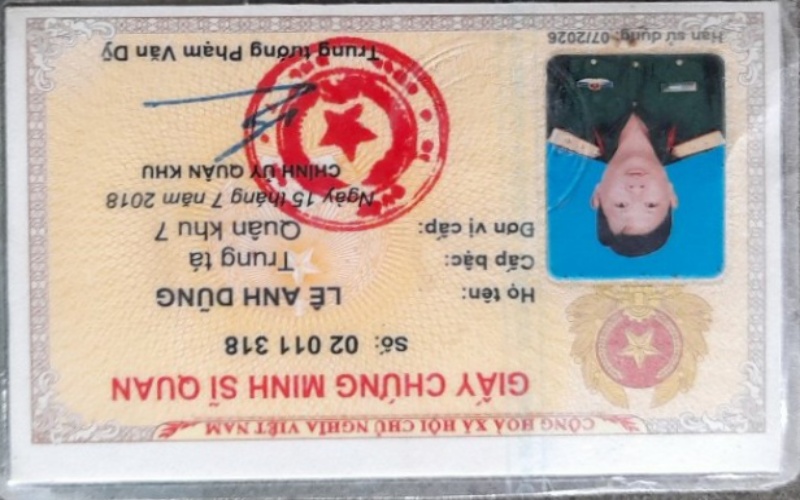 CỘNG HOÀ XÃ HỘI CHỦ NGHĨA VIỆT NAM
GIẤY CHỨNG MINH SĨ QUAN
Số: 02 011 318
Họ tên: LÊ ANH DŨNG
Cấp bậc: Trung tá
Đơn vị cấp: Quân khu 7
Ngày 15 tháng 7 năm 2018
CHÍNH ỦY QUÂN KHU
Trung tướng Phạm Văn Dỹ
Hạn sử dụng: 07/2026